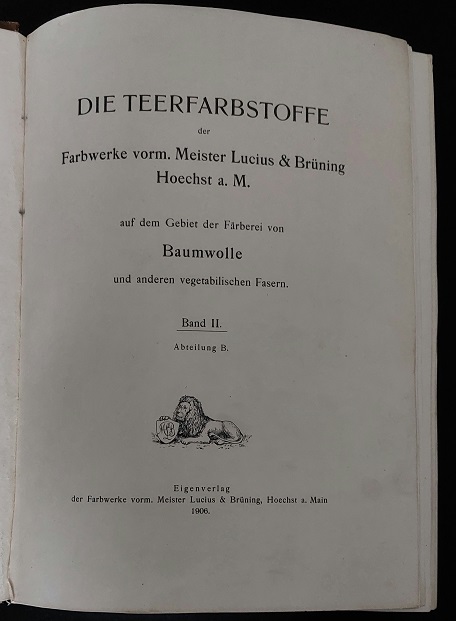 DIE TEERFARBSTOFFE
der
Farbwerke vorm. Meister Lucius & Brüning
Hoechst a. M.
auf dem Gebiet der Färberei von
Baumwolle
und anderen vegetabilischen Fasern.
Band II.
Abteilung B.
Eigenverlag
der Farbwerke vorm. Meister Lucius & Brüning, Hoechst a. Main
1906.